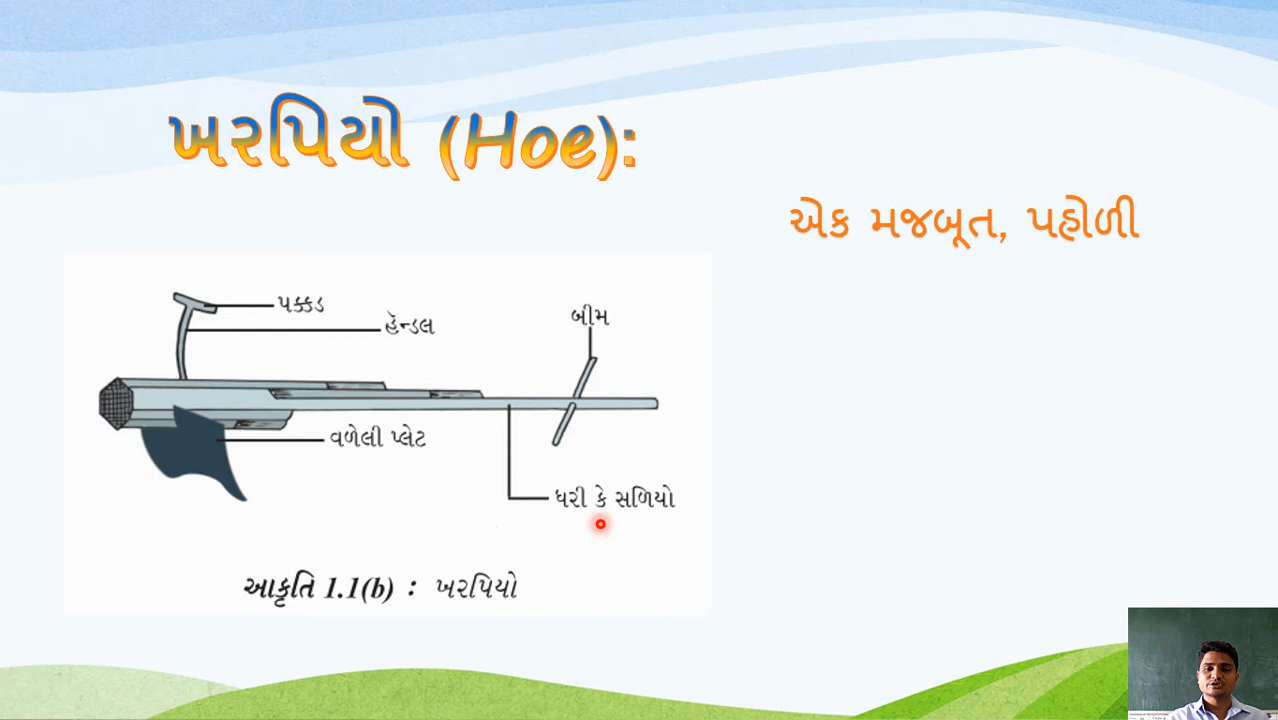 ખરપિયો (Hoe):
એક મજબૂત, પહોળી
પક્કડ
હૅન્ડલ
બીમ
વળેલી પ્લેટ
ધરી કે સળિયો
આકૃતિ 1.1(b) : ખરપિયો